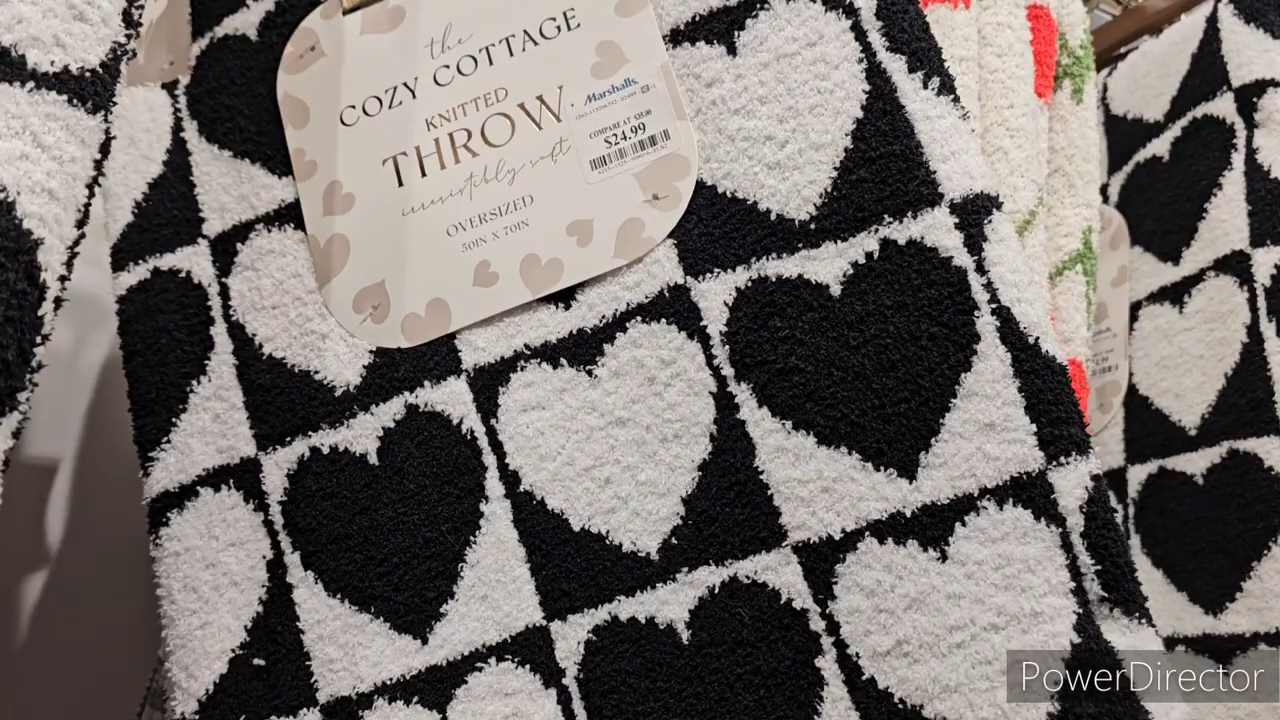 the
COZY COTTAGE
KNITTED
THROW
irresistibly soft
OVERSIZED
50IN X 70IN
Marshalls.
COMPARE AT $35.00
$24.99
PowerDirector